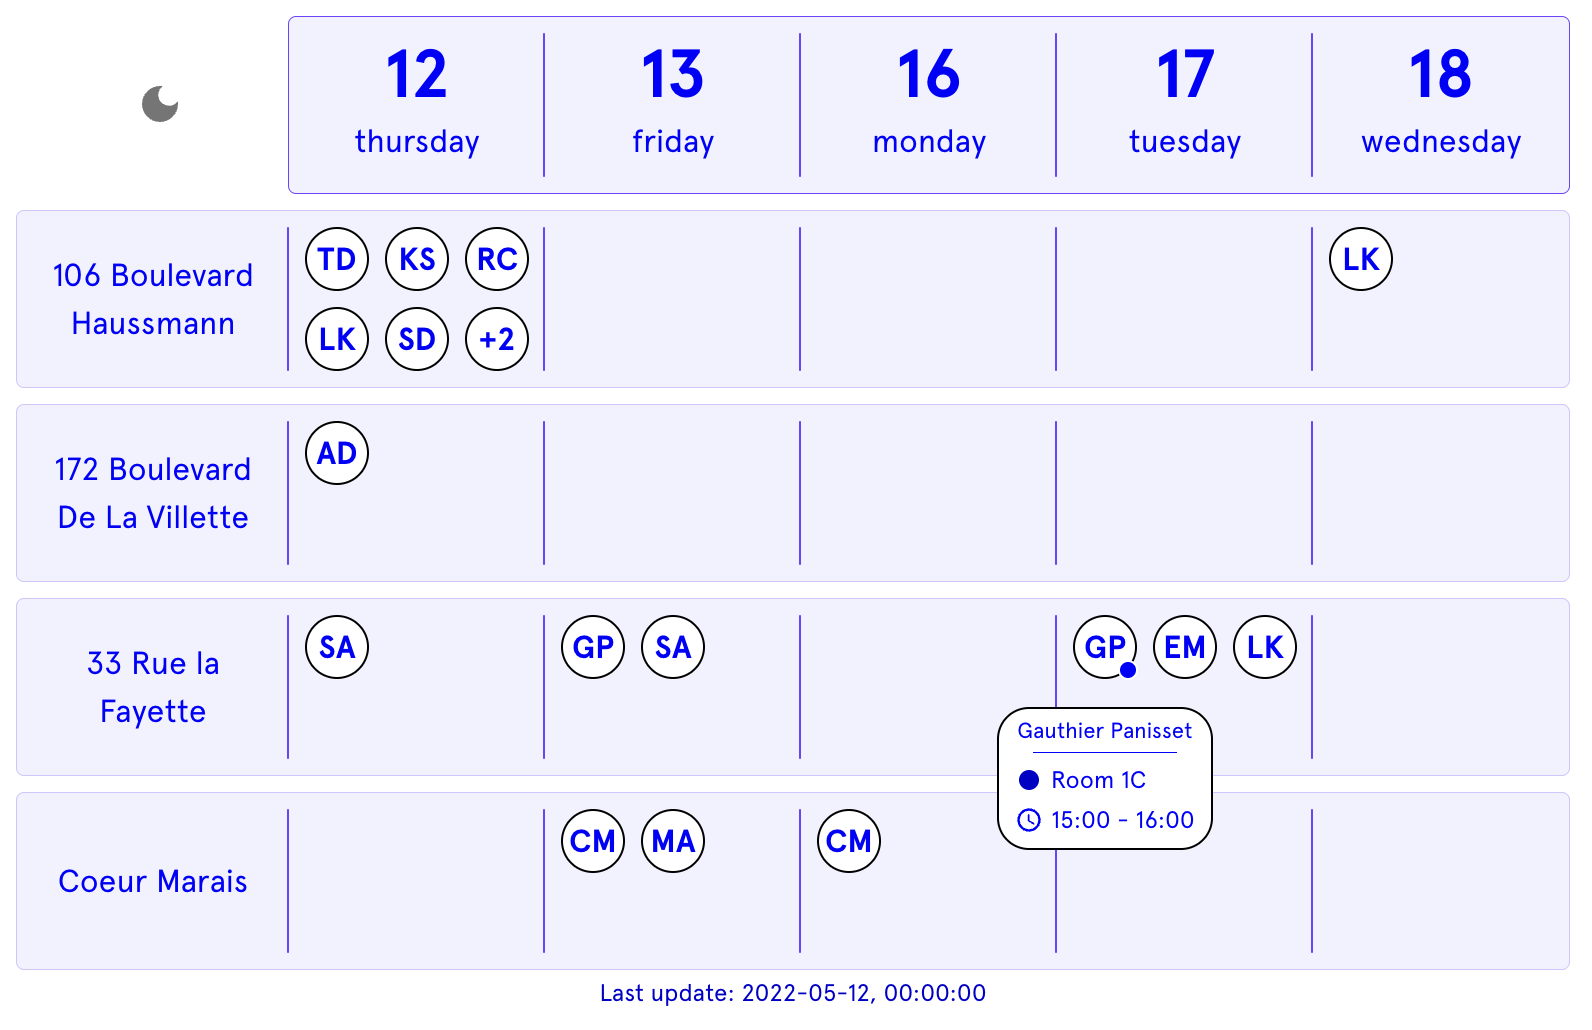 12
13
16
17
18
thursday
friday
monday
tuesday
wednesday
106 Boulevard
Haussmann
TD KS RC
LK SD +2
LK
172 Boulevard
De La Villette
AD
33 Rue la
Fayette
SA
GP SA
GP EM LK
Gauthier Panisset
Room 1C
15:00 - 16:00
Coeur Marais
CM MA
CM
Last update: 2022-05-12, 00:00:00